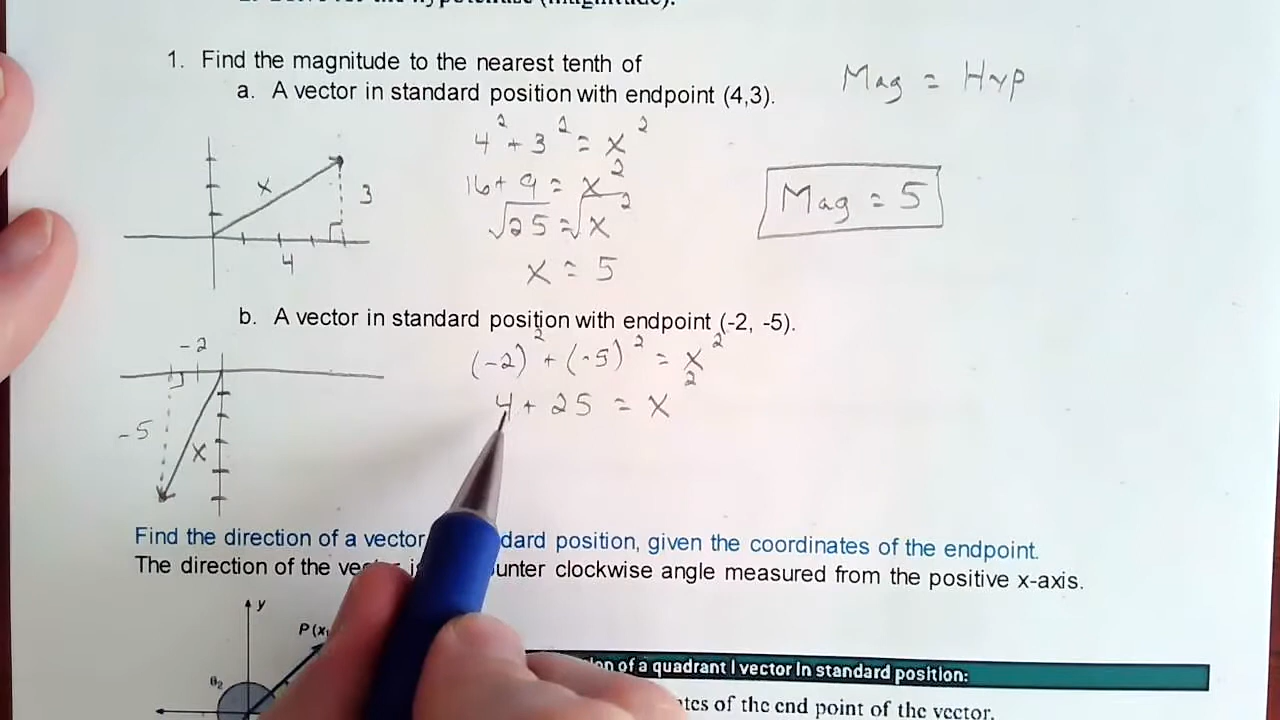 1. Find the magnitude to the nearest tenth of
a. A vector in standard position with endpoint (4,3).
Mag = Hyp
4² + 3² = x²
16 + 9 = x²
√25 = √x²
x = 5
Mag = 5
x
3
4
b. A vector in standard position with endpoint (-2, -5).
(-2)² + (-5)² = x²
4 + 25 = x²
-2
-5
x
Find the direction of a vector dard position, given the coordinates of the endpoint.
The direction of the unter clockwise angle measured from the positive x-axis.
y
P(x
θ₂
of a quadrant I vector in standard position:
of the end point of the vector.